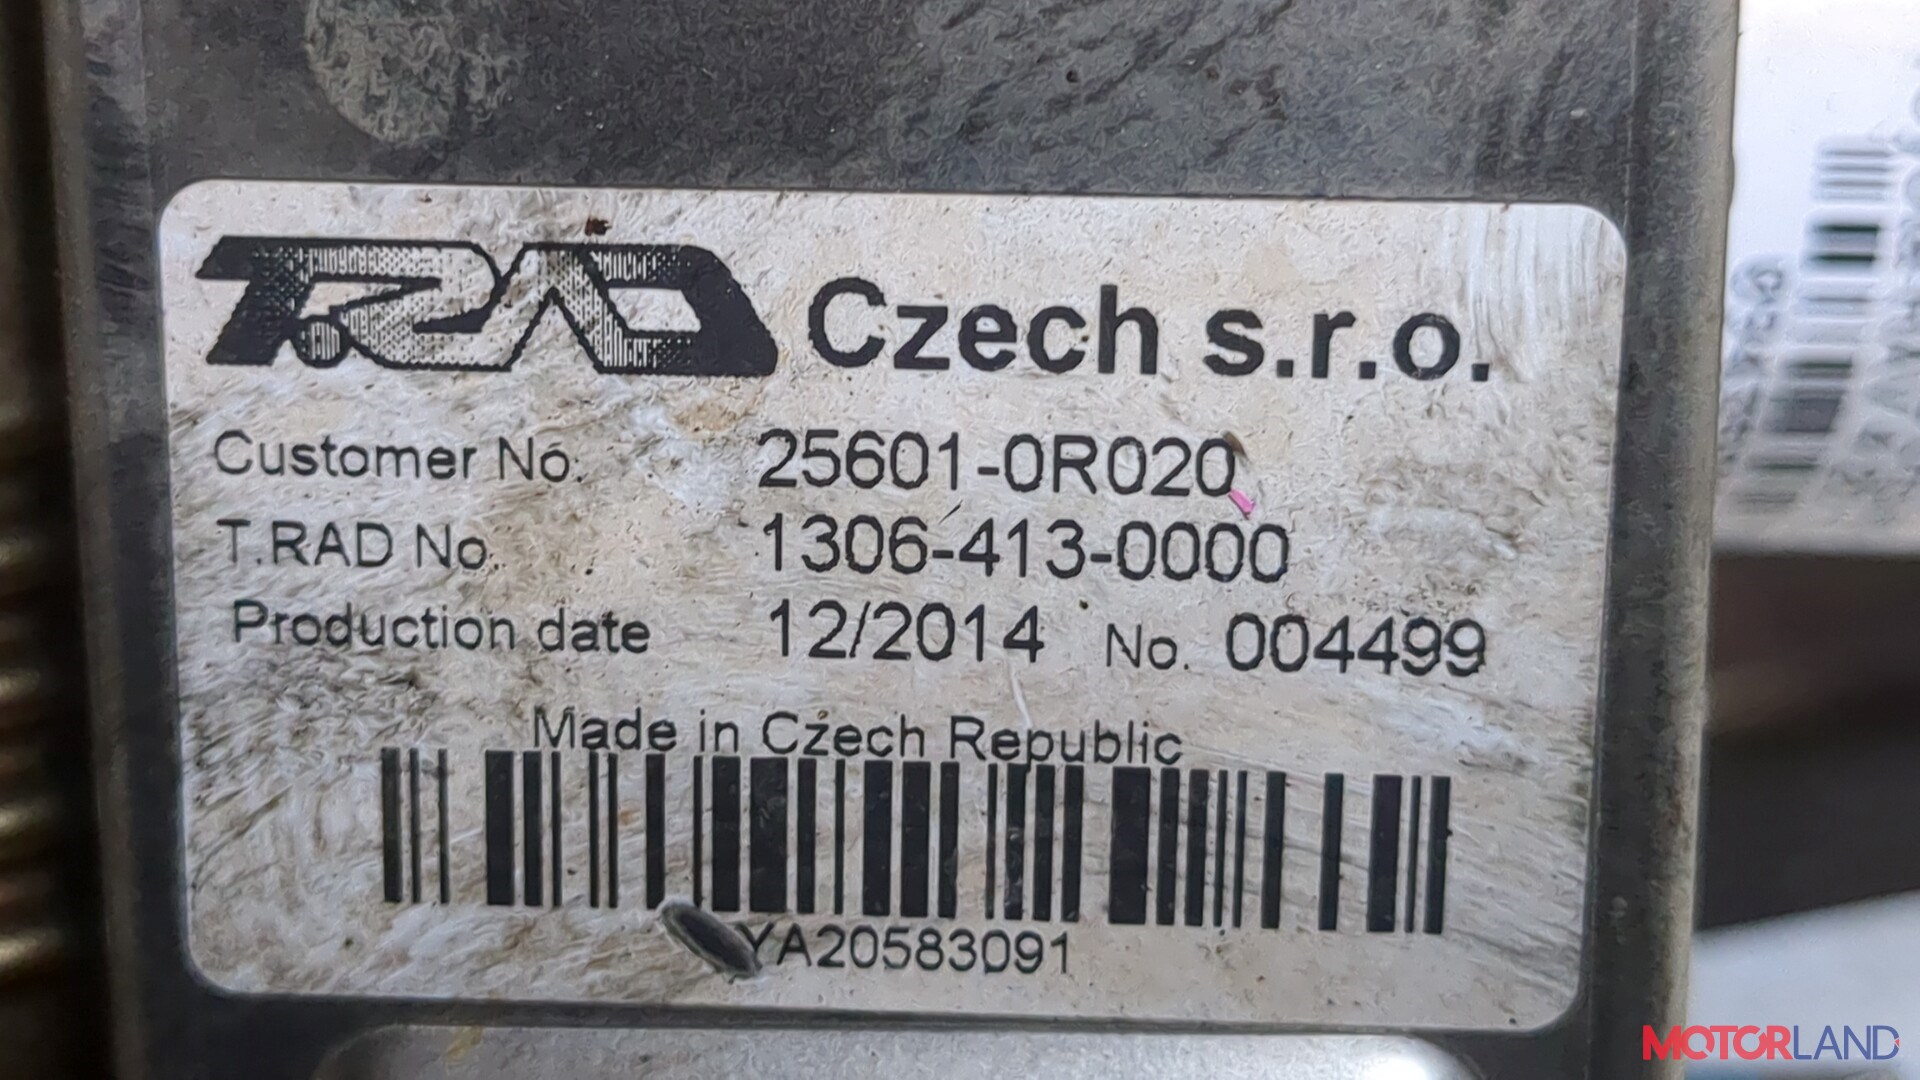 T.RAD Czech s.r.o.
Customer No. 25601-0R020
T.RAD No. 1306-413-0000
Production date 12/2014 No. 004499
Made in Czech Republic
YA20583091
MOTORLAND